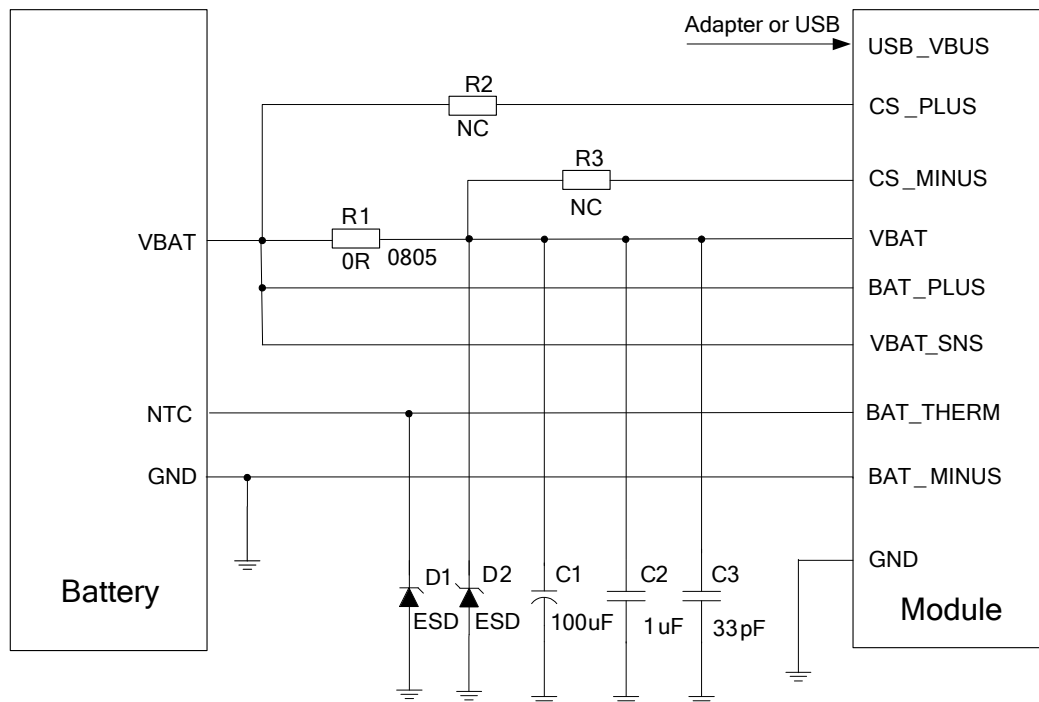 Adapter or USB
USB_VBUS
R2
CS_PLUS
NC
R3
CS_MINUS
NC
R1
VBAT
VBAT
0R 0805
BAT_PLUS
VBAT_SNS
NTC
BAT_THERM
GND
BAT_MINUS
GND
D1
D2
C1
C2
C3
Battery
Module
ESD
ESD
100uF
1uF
33pF